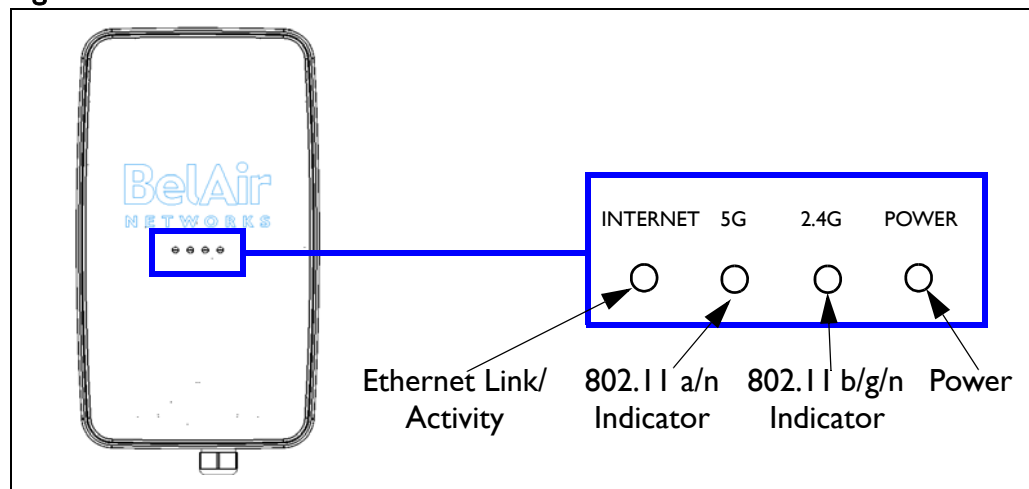 BelAir
NETWORKS
INTERNET 5G 2.4G POWER
Ethernet Link/ 802.11 a/n 802.11 b/g/n Power
Activity Indicator Indicator